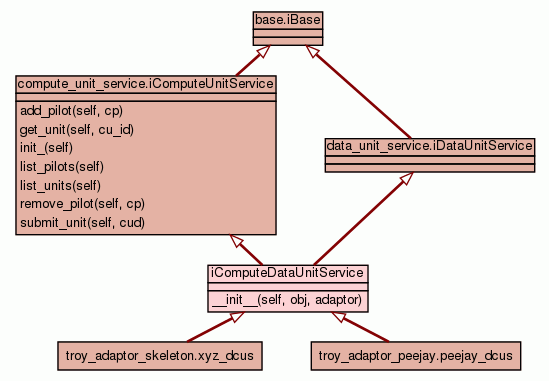 base.iBase
compute_unit_service.iComputeUnitService
add_pilot(self, cp)
get_unit(self, cu_id)
init_(self)
list_pilots(self)
list_units(self)
remove_pilot(self, cp)
submit_unit(self, cud)
data_unit_service.iDataUnitService
iComputeDataUnitService
__init__(self, obj, adaptor)
troy_adaptor_skeleton.xyz_dcus
troy_adaptor_peejay.peejay_dcus